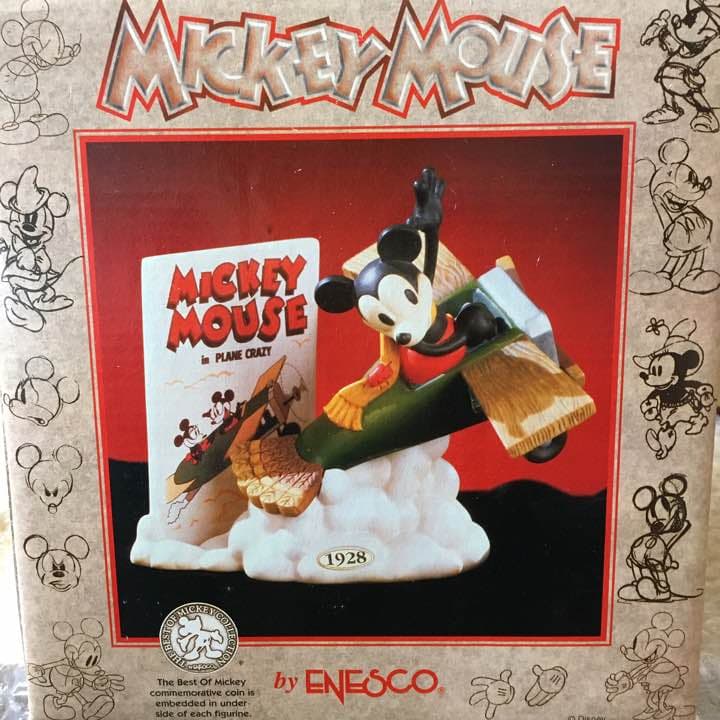 MICKEY MOUSE
MICKEY
MOUSE
in PLANE CRAZY
1928
THE BEST OF MICKEY COLLECTION
The Best Of Mickey
commemorative coin is
embedded in under-
side of each figurine.
by ENESCO®
© Disney